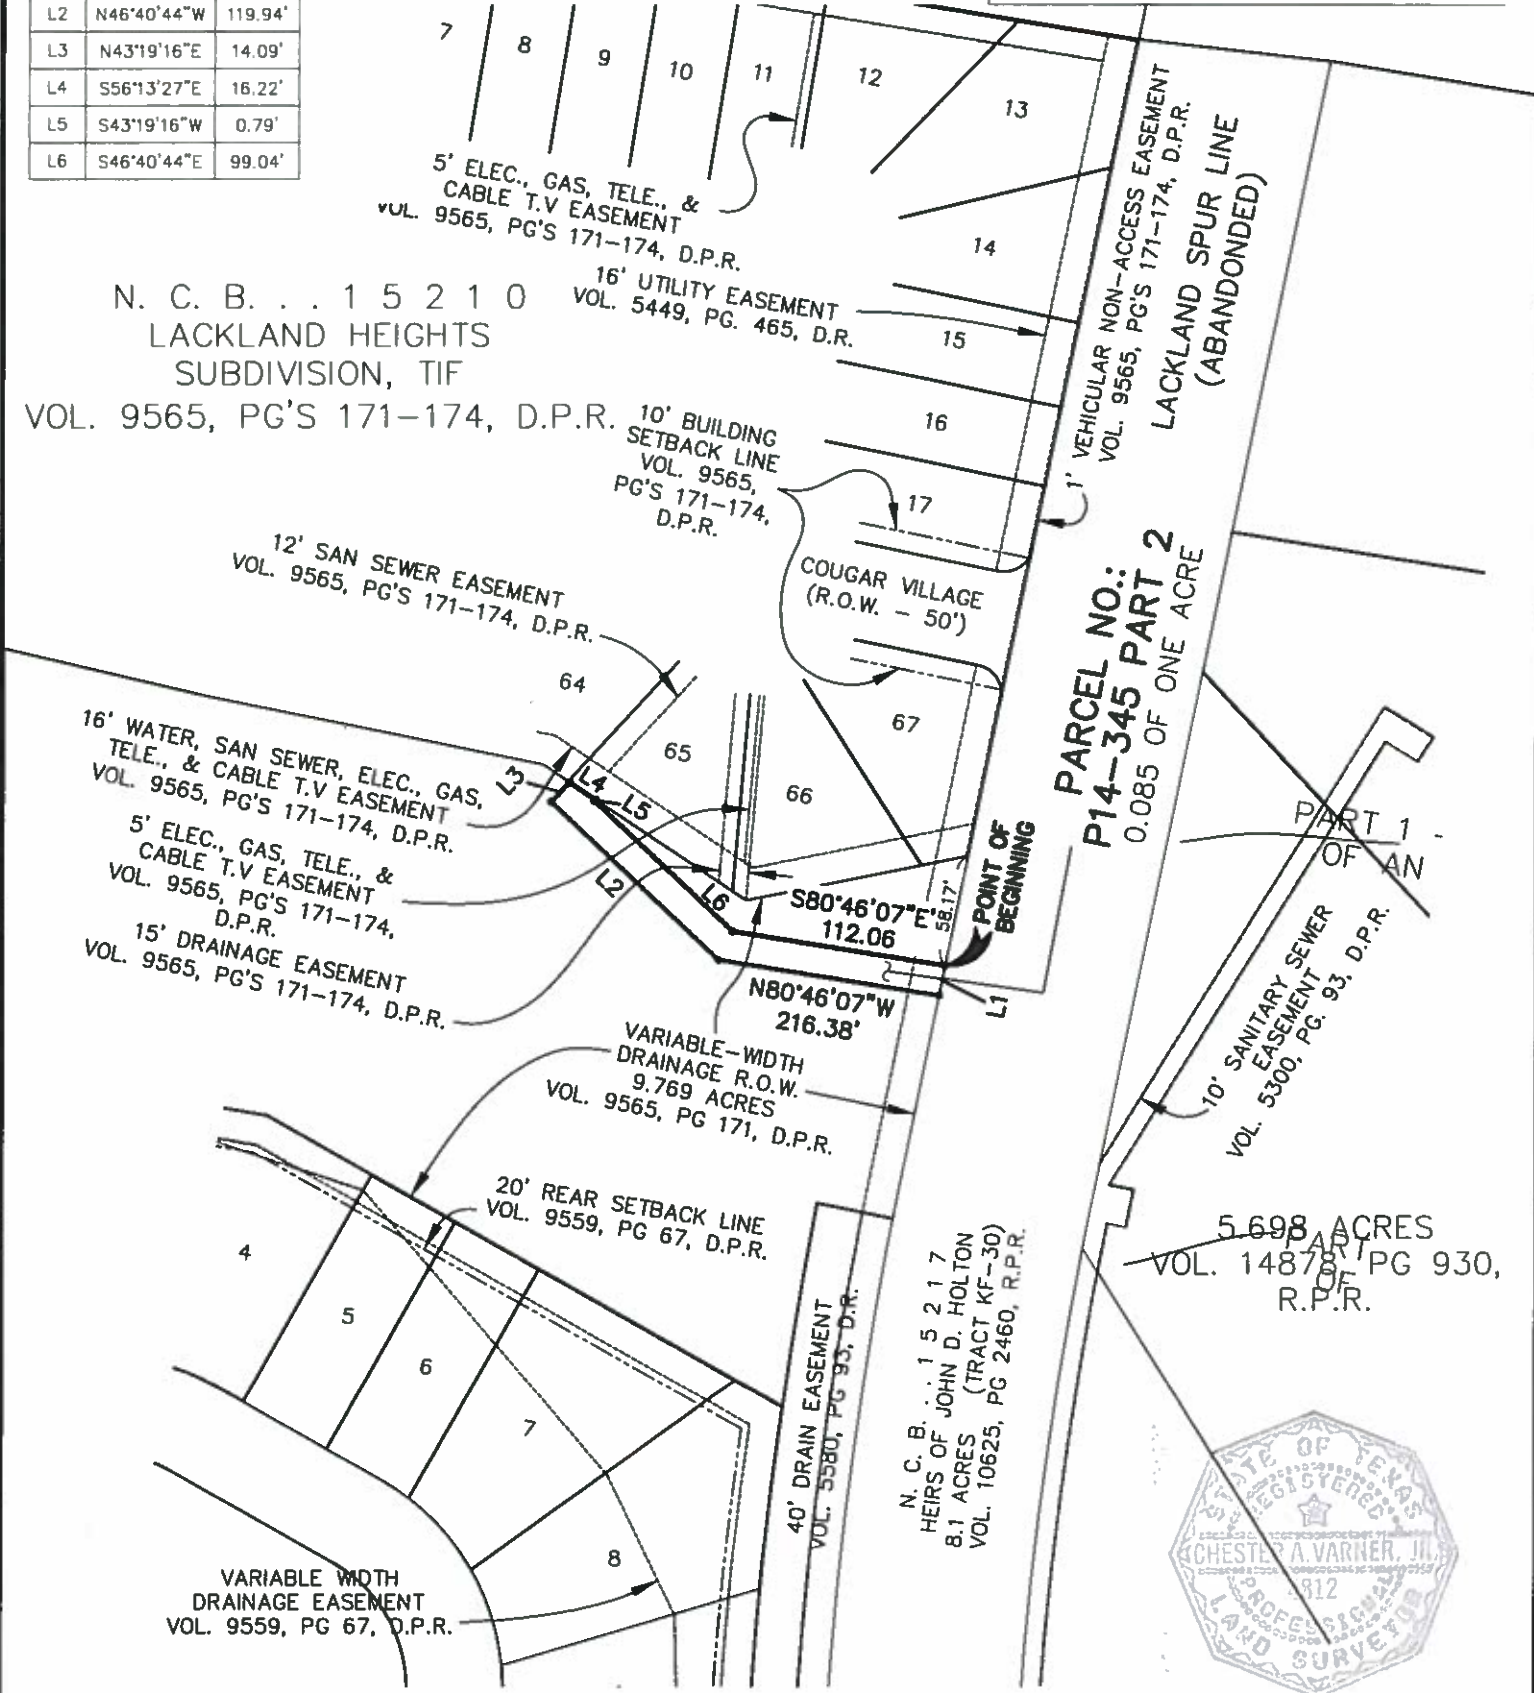 L2 N46°40'44"W 119.94'
L3 N43°19'16"E 14.09'
L4 S56°13'27"E 16.22'
L5 S43°19'16"W 0.79'
L6 S46°40'44"E 99.04'
7
8
9
10
11
12
13
5' ELEC., GAS, TELE., &
CABLE T.V EASEMENT
VOL. 9565, PG'S 171-174, D.P.R.
14
16' UTILITY EASEMENT
VOL. 5449, PG. 465, D.R.
15
N. C. B. . . 1 5 2 1 0
LACKLAND HEIGHTS
SUBDIVISION, TIF
VOL. 9565, PG'S 171-174, D.P.R.
1' VEHICULAR NON-ACCESS EASEMENT
VOL. 9565, PG'S 171-174, D.P.R.
LACKLAND SPUR LINE
(ABANDONDED)
16
10' BUILDING
SETBACK LINE
VOL. 9565,
PG'S 171-174,
D.P.R.
17
COUGAR VILLAGE
(R.O.W. - 50')
12' SAN SEWER EASEMENT
VOL. 9565, PG'S 171-174, D.P.R.
PARCEL NO.:
P14-345 PART 2
0.085 OF ONE ACRE
64
65
66
67
16' WATER, SAN SEWER, ELEC., GAS,
TELE., & CABLE T.V EASEMENT
VOL. 9565, PG'S 171-174, D.P.R.
L3
L4
L5
L2
L6
5' ELEC., GAS, TELE., &
CABLE T.V EASEMENT
VOL. 9565, PG'S 171-174,
D.P.R.
15' DRAINAGE EASEMENT
VOL. 9565, PG'S 171-174, D.P.R.
S80°46'07"E
112.06'
58.17'
POINT OF
BEGINNING
N80°46'07"W
216.38'
L1
PART 1 -
OF AN
10' SANITARY SEWER
EASEMENT
VOL. 5300, PG. 93, D.P.R.
VARIABLE-WIDTH
DRAINAGE R.O.W.
9.769 ACRES
VOL. 9565, PG 171, D.P.R.
20' REAR SETBACK LINE
VOL. 9559, PG 67, D.P.R.
4
5
6
7
8
5.698 ACRES
VOL. 14878, PG 930,
R.P.R.
PART
OF
40' DRAIN EASEMENT
VOL. 5580, PG 93, D.R.
N. C. B. . . 1 5 2 1 7
HEIRS OF JOHN D. HOLTON
8.1 ACRES (TRACT KF-30)
VOL. 10625, PG 2460, R.P.R.
VARIABLE WIDTH
DRAINAGE EASEMENT
VOL. 9559, PG 67, D.P.R.
STATE OF TEXAS
REGISTERED
CHESTER A. VARNER, JR.
PROFESSIONAL
LAND SURVEYOR